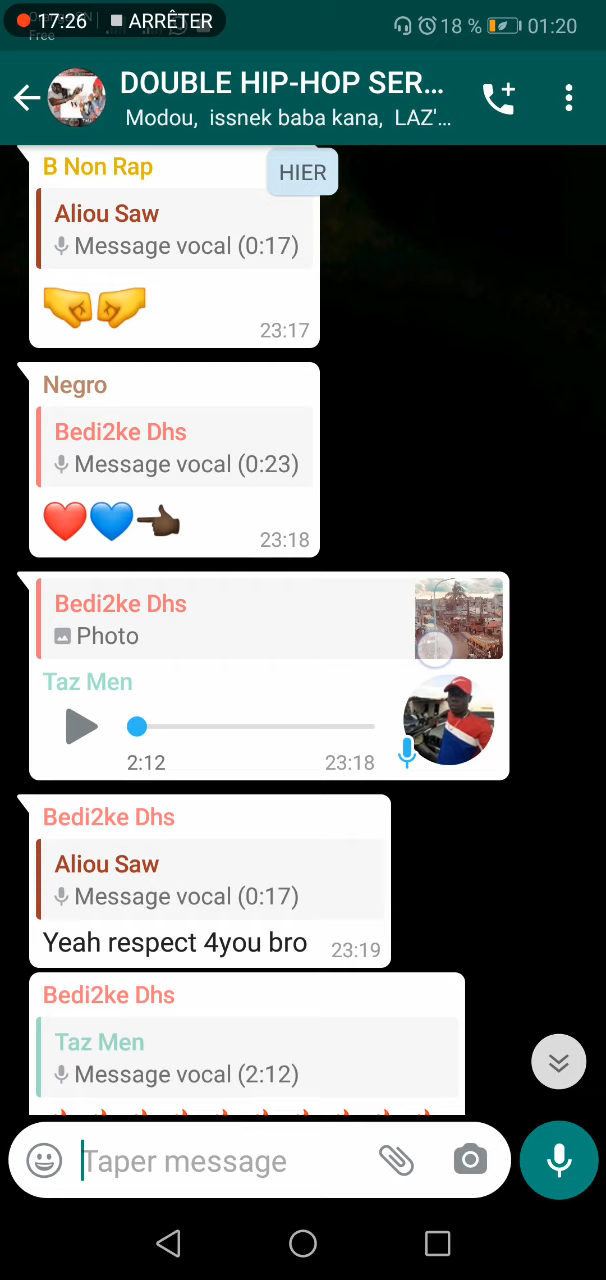 17:26 ARRÊTER
Free
18 % 01:20
DOUBLE HIP-HOP SER...
Modou, issnek baba kana, LAZ'...
HIER
B Non Rap
Aliou Saw
Message vocal (0:17)
23:17
Negro
Bedi2ke Dhs
Message vocal (0:23)
23:18
Bedi2ke Dhs
Photo
Taz Men
2:12 23:18
Bedi2ke Dhs
Aliou Saw
Message vocal (0:17)
Yeah respect 4you bro 23:19
Bedi2ke Dhs
Taz Men
Message vocal (2:12)
Taper message